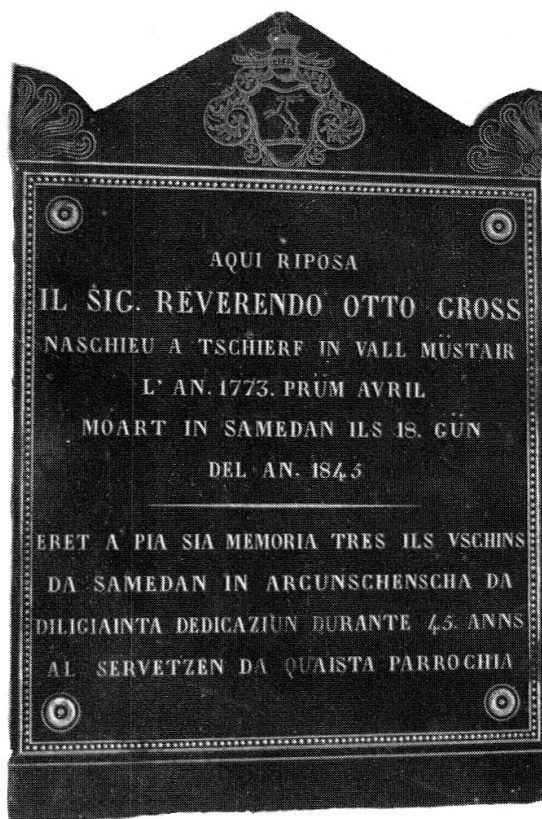 AQUI RIPOSA
IL SIG. REVERENDO OTTO GROSS
NASCHIEU A TSCHIERF IN VALL MÜSTAIR
L' AN. 1773. PRÜM AVRIL
MOART IN SAMEDAN ILS 18. GÜN
DEL AN. 1845
ERET A PIA SIA MEMORIA TRES ILS VSCHINS
DA SAMEDAN IN ARCUNSCHENSCHA DA
DILIGIAINTA DEDICAZIUN DURANTE 45. ANNS
AL SERVETZEN DA QUAISTA PARROCHIA